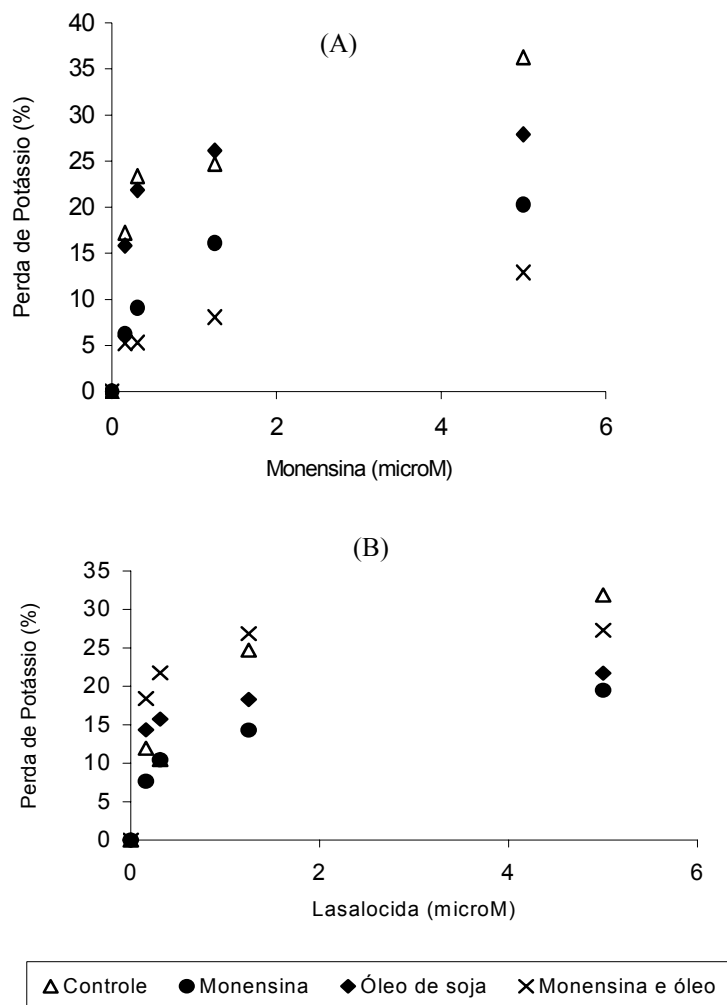 (A)
Perda de Potássio (%)
40
35
30
25
20
15
10
5
0
0 2 4 6
Monensina (microM)
(B)
Perda de Potássio (%)
35
30
25
20
15
10
5
0
0 2 4 6
Lasalocida (microM)
Controle Monensina Óleo de soja Monensina e óleo